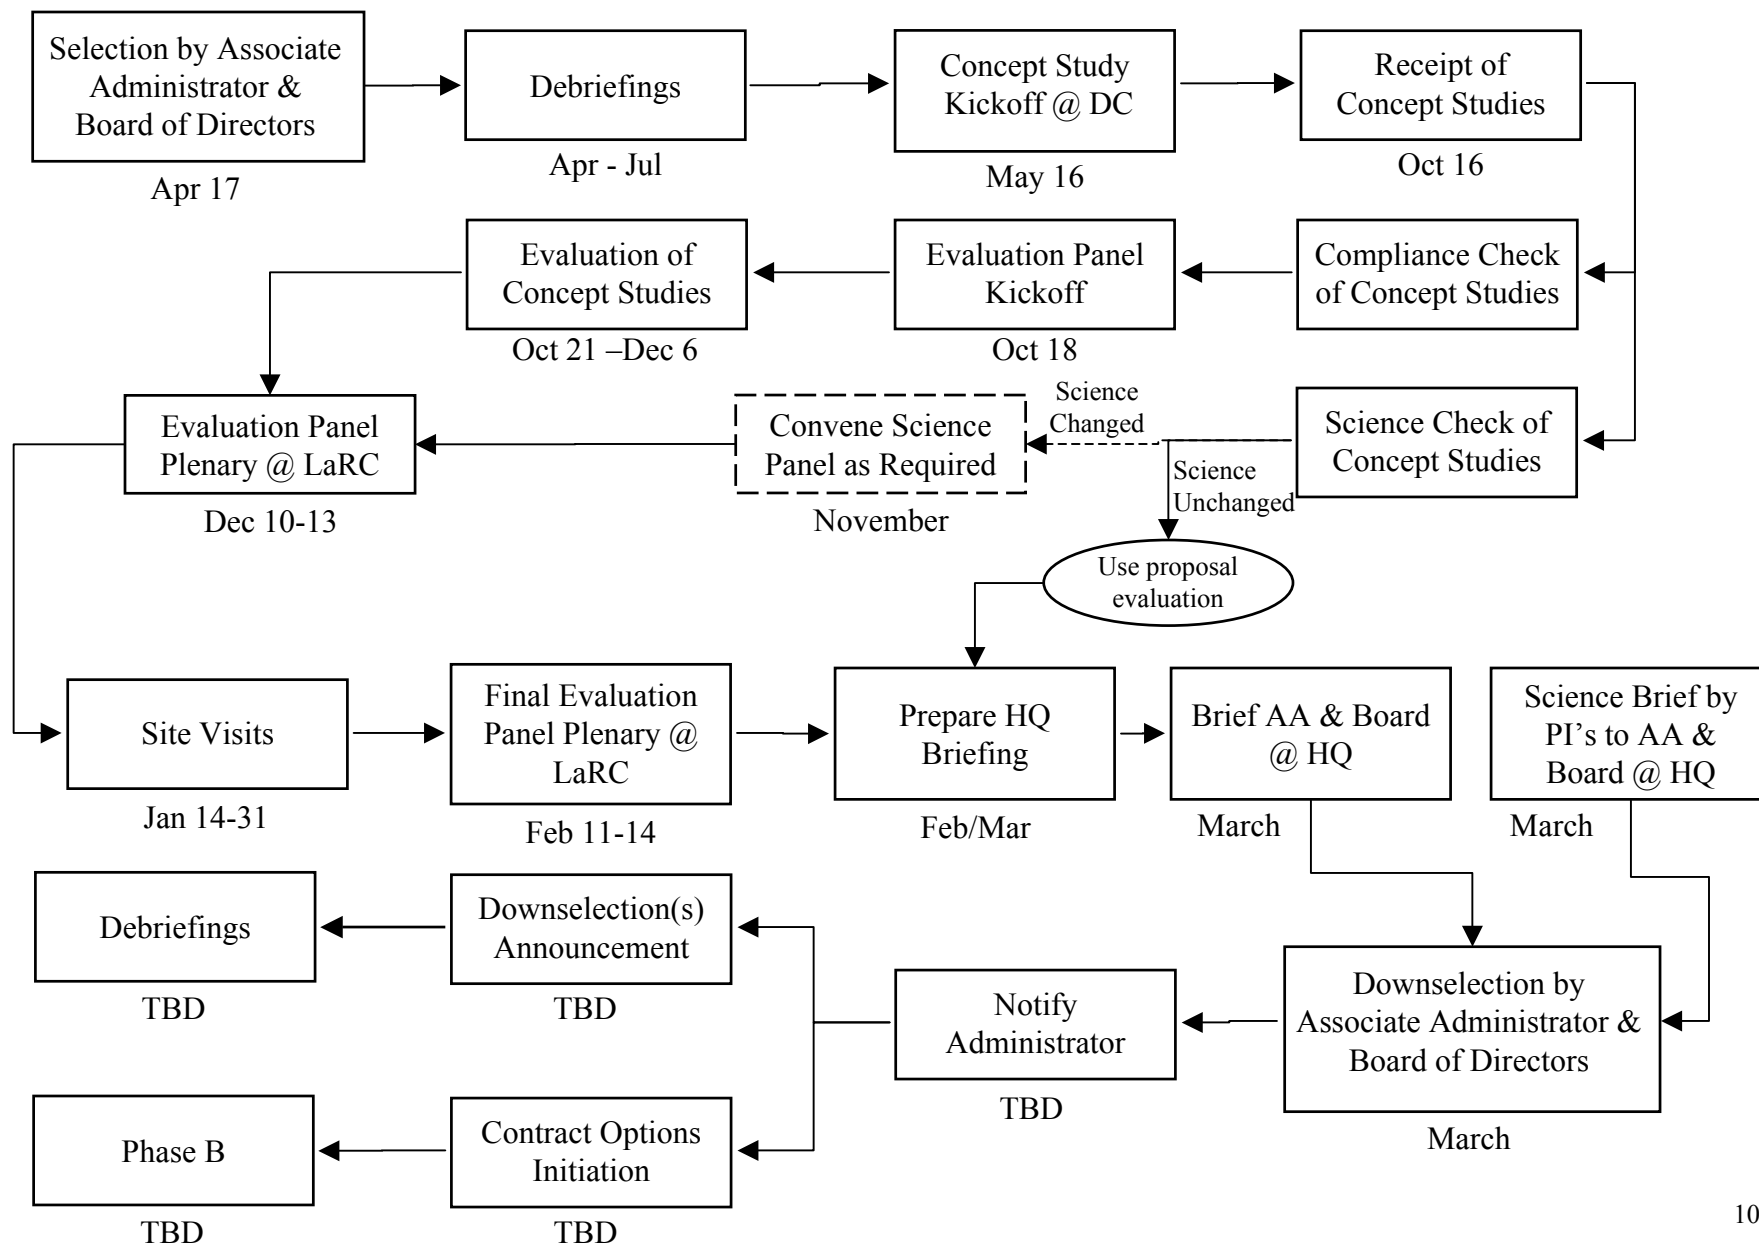 Selection by Associate
Administrator &
Board of Directors
Apr 17
Debriefings
Apr - Jul
Concept Study
Kickoff @ DC
May 16
Receipt of
Concept Studies
Oct 16
Evaluation of
Concept Studies
Oct 21 –Dec 6
Evaluation Panel
Kickoff
Oct 18
Compliance Check
of Concept Studies
Evaluation Panel
Plenary @ LaRC
Dec 10-13
Convene Science
Panel as Required
November
Science
Changed
Science
Unchanged
Science Check of
Concept Studies
Use proposal
evaluation
Site Visits
Jan 14-31
Final Evaluation
Panel Plenary @
LaRC
Feb 11-14
Prepare HQ
Briefing
Feb/Mar
Brief AA & Board
@ HQ
March
Science Brief by
PI’s to AA &
Board @ HQ
March
Debriefings
TBD
Downselection(s)
Announcement
TBD
Notify
Administrator
TBD
Downselection by
Associate Administrator &
Board of Directors
March
Phase B
TBD
Contract Options
Initiation
TBD
10